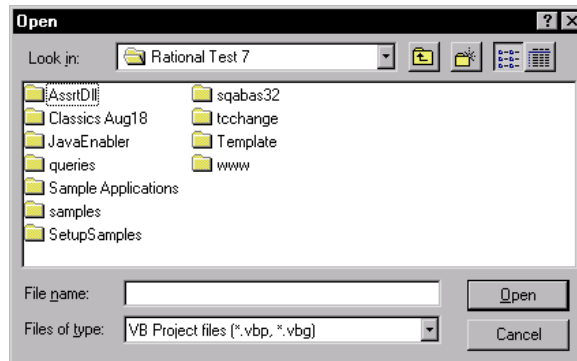 Open
Look in: Rational Test 7
AssrtDll
Classics Aug18
JavaEnabler
queries
Sample Applications
samples
SetupSamples
sqabas32
tcchange
Template
www
File name:
Open
Files of type: VB Project files (*.vbp, *.vbg)
Cancel